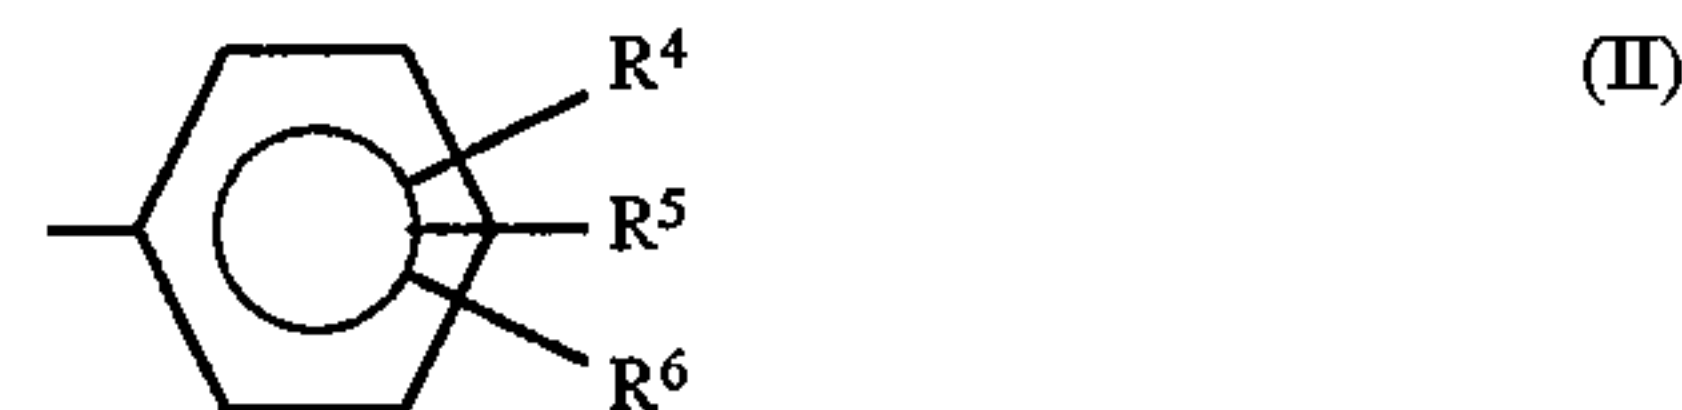 R⁴ (II)
R⁵
R⁶